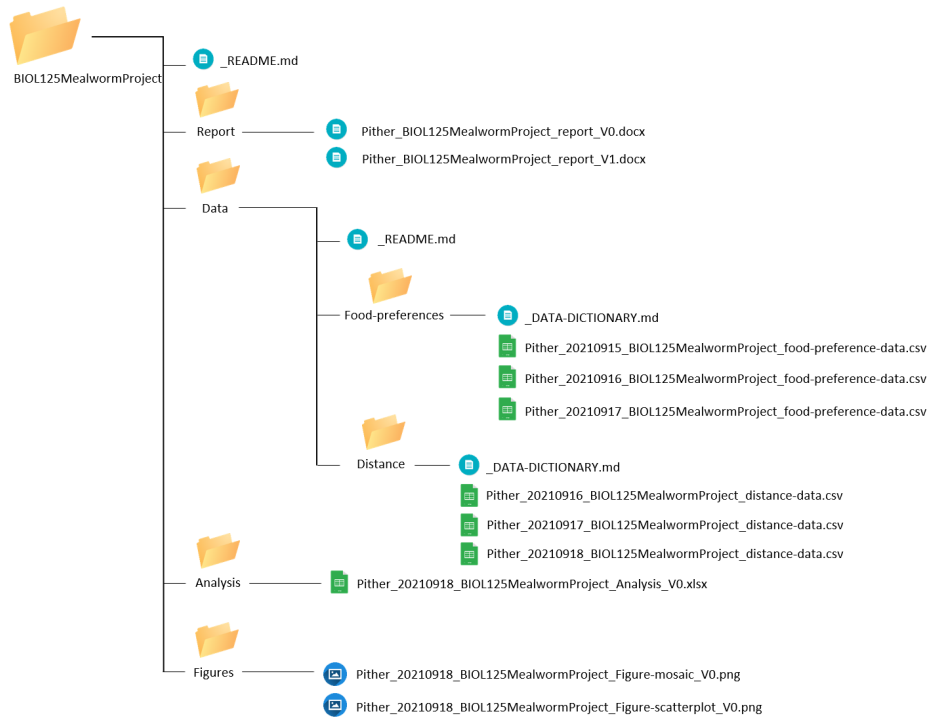 BIOL125MealwormProject
_README.md
Report
Pither_BIOL125MealwormProject_report_V0.docx
Pither_BIOL125MealwormProject_report_V1.docx
Data
_README.md
Food-preferences
_DATA-DICTIONARY.md
Pither_20210915_BIOL125MealwormProject_food-preference-data.csv
Pither_20210916_BIOL125MealwormProject_food-preference-data.csv
Pither_20210917_BIOL125MealwormProject_food-preference-data.csv
Distance
_DATA-DICTIONARY.md
Pither_20210916_BIOL125MealwormProject_distance-data.csv
Pither_20210917_BIOL125MealwormProject_distance-data.csv
Pither_20210918_BIOL125MealwormProject_distance-data.csv
Analysis
Pither_20210918_BIOL125MealwormProject_Analysis_V0.xlsx
Figures
Pither_20210918_BIOL125MealwormProject_Figure-mosaic_V0.png
Pither_20210918_BIOL125MealwormProject_Figure-scatterplot_V0.png